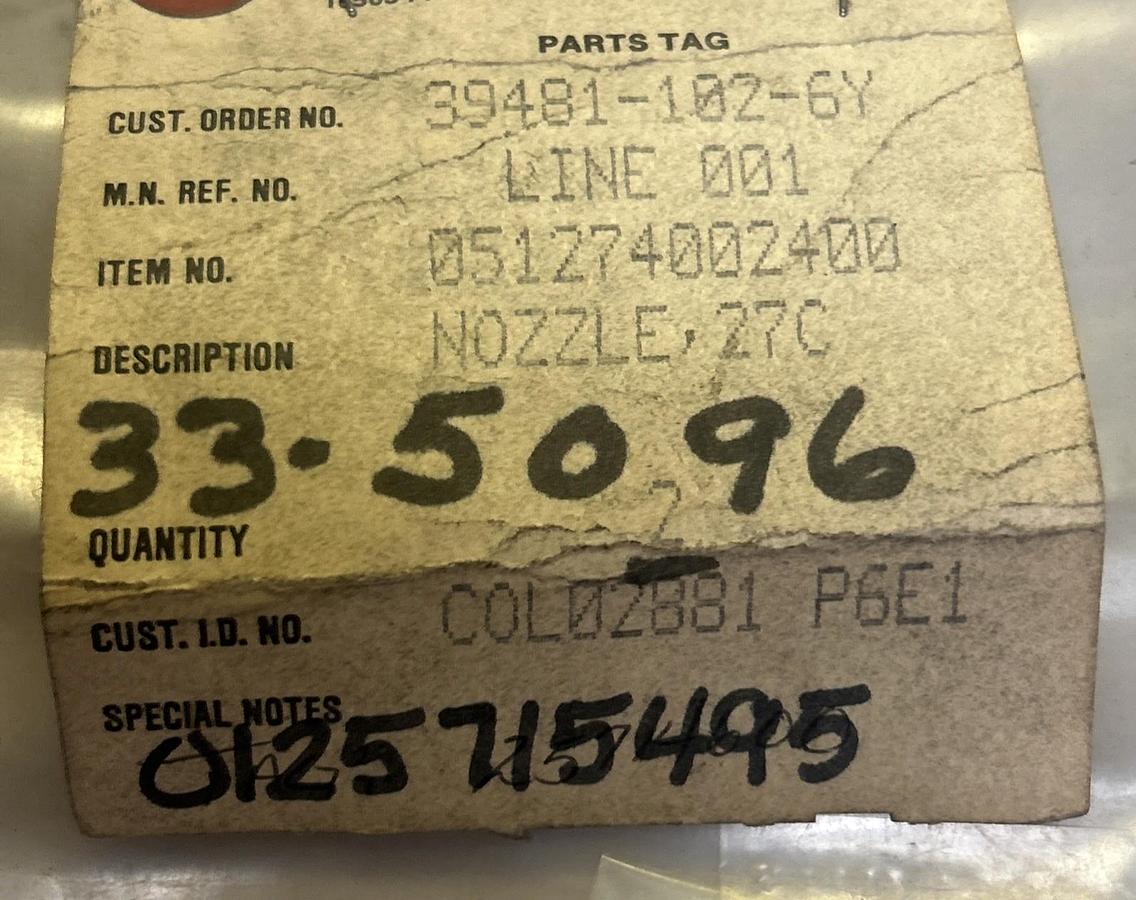 PARTS TAG
CUST. ORDER NO. 39481-102-6Y
M.N. REF. NO. LINE 001
ITEM NO. 051274002400
DESCRIPTION NOZZLE, 27C
33-5096
QUANTITY 2
CUST. I.D. NO. COL02881 P6E1
SPECIAL NOTES
0125715495